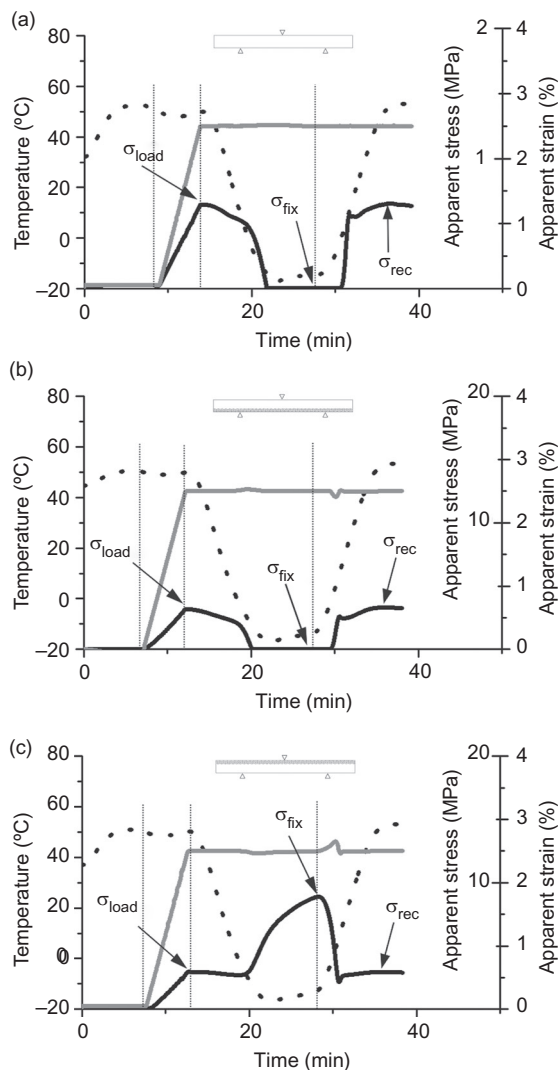 (a)
Temperature (ºC)
80
60
40
20
0
–20
σload
σfix
σrec
2
1
0
Apparent stress (MPa)
4
3
2
1
0
Apparent strain (%)
0
20
40
Time (min)
(b)
Temperature (ºC)
80
60
40
20
0
–20
σload
σfix
σrec
20
10
0
Apparent stress (MPa)
4
3
2
1
0
Apparent strain (%)
0
20
40
Time (min)
(c)
Temperature (ºC)
80
60
40
20
0
–20
σload
σfix
σrec
20
10
0
Apparent stress (MPa)
4
3
2
1
0
Apparent strain (%)
0
20
40
Time (min)